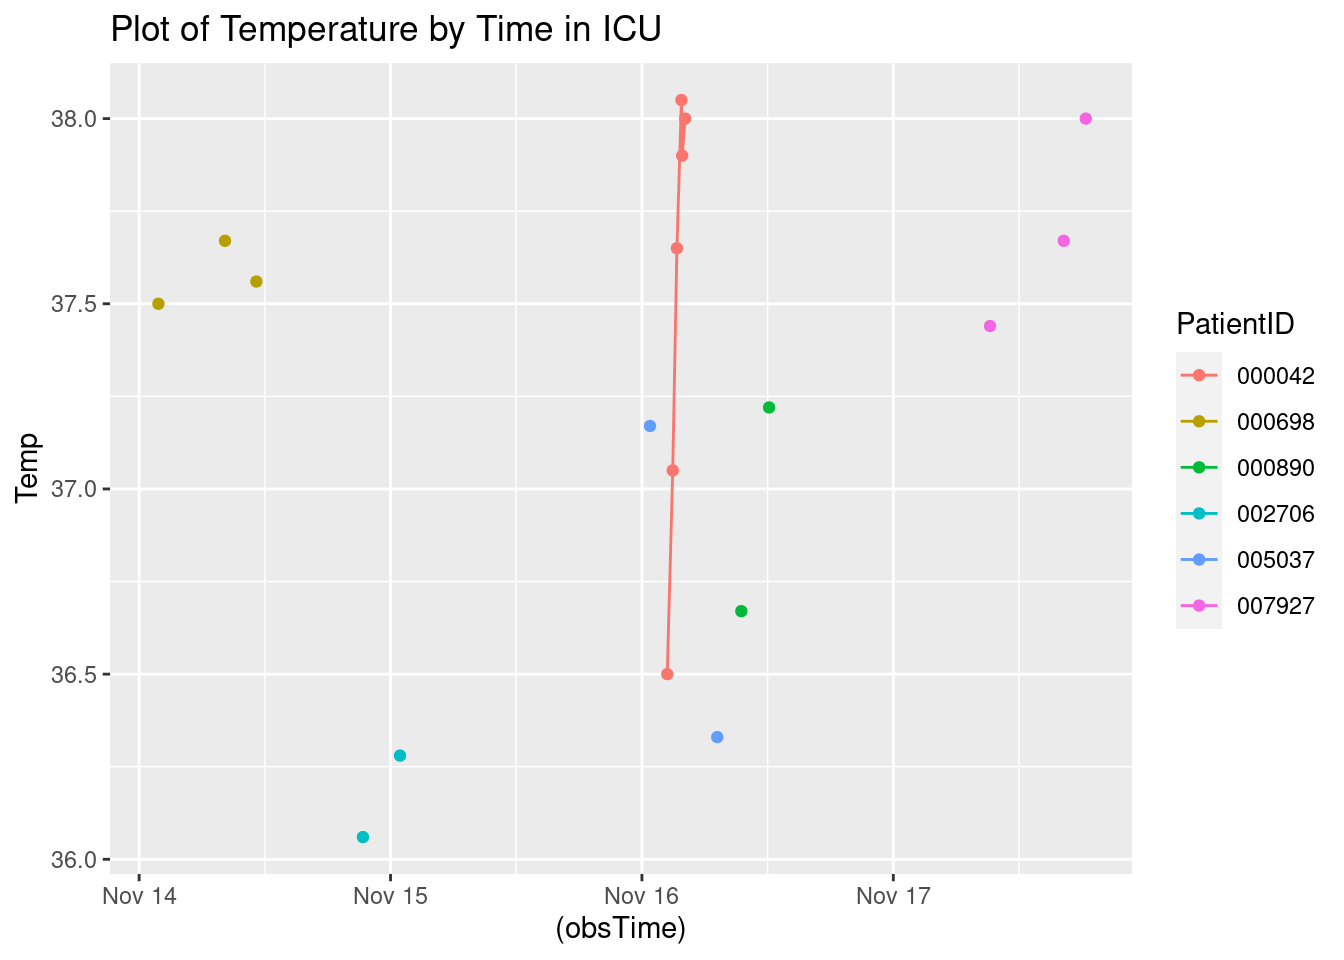 Plot of Temperature by Time in ICU
Temp
38.0
37.5
37.0
36.5
36.0
Nov 14
Nov 15
Nov 16
Nov 17
(obsTime)
PatientID
000042
000698
000890
002706
005037
007927